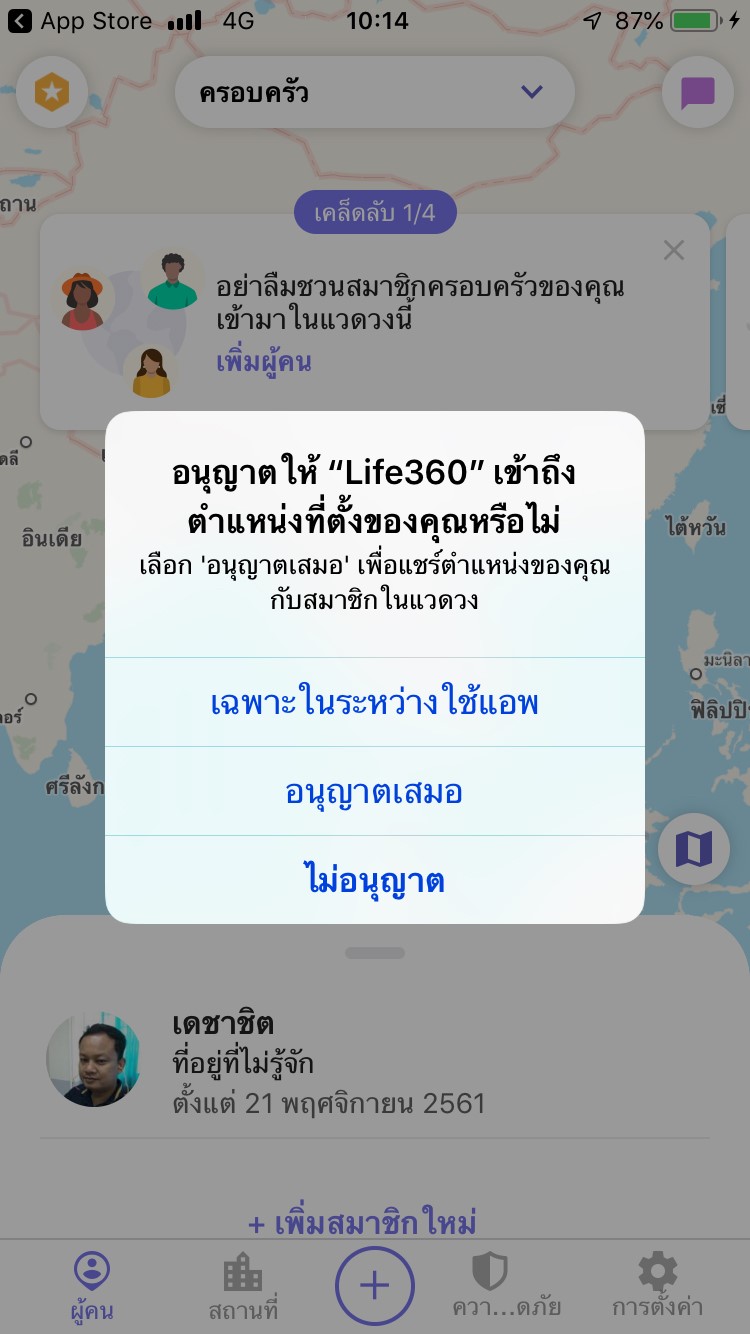 App Store 4G 10:14 87%
ครอบครัว
เคล็ดลับ 1/4
อย่าลืมชวนสมาชิกครอบครัวของคุณ
เข้ามาในแวดวงนี้
เพิ่มผู้คน
อนุญาตให้ “Life360” เข้าถึง
ตำแหน่งที่ตั้งของคุณหรือไม่
เลือก 'อนุญาตเสมอ' เพื่อแชร์ตำแหน่งของคุณ
กับสมาชิกในแวดวง
อินเดีย
ไต้หวัน
เฉพาะในระหว่างใช้แอพ
มะนิลา
ฟิลิปปิ
ศรีลังก
อนุญาตเสมอ
ไม่อนุญาต
เดชาชิต
ที่อยู่ที่ไม่รู้จัก
ตั้งแต่ 21 พฤศจิกายน 2561
+ เพิ่มสมาชิกใหม่
ผู้คน สถานที่ ควา...ดภัย การตั้งค่า